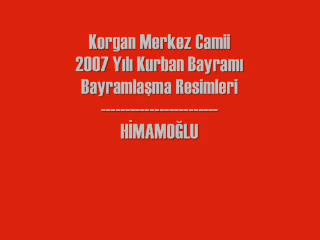 Korgan Merkez Camii
2007 Yılı Kurban Bayramı
Bayramlaşma Resimleri
------------------------
HİMAMOĞLU